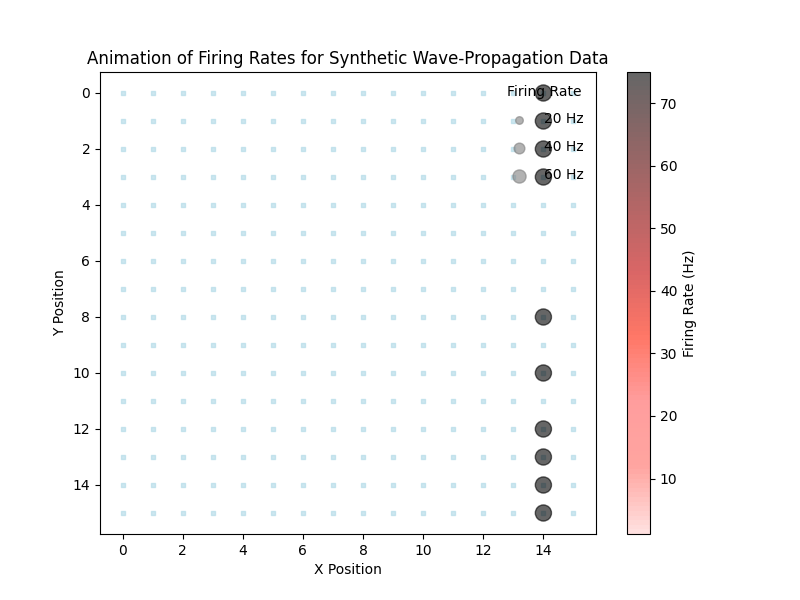 Animation of Firing Rates for Synthetic Wave-Propagation Data
Firing Rate
20 Hz
40 Hz
60 Hz
0
2
4
6
8
10
12
14
Y Position
0 2 4 6 8 10 12 14
X Position
70
60
50
40
30
20
10
Firing Rate (Hz)